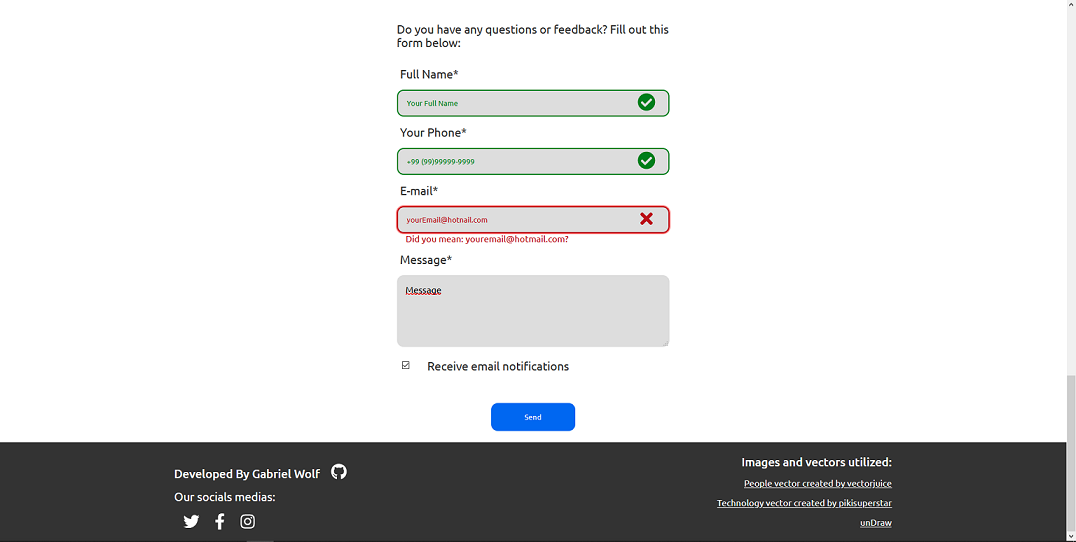 Do you have any questions or feedback? Fill out this
form below:
Full Name*
Your Full Name
Your Phone*
+99 (99)99999-9999
E-mail*
yourEmail@hotnail.com
Did you mean: youremail@hotmail.com?
Message*
Message
Receive email notifications
Send
Developed By Gabriel Wolf
Our socials medias:
Images and vectors utilized:
People vector created by vectorjuice
Technology vector created by pikisuperstar
unDraw